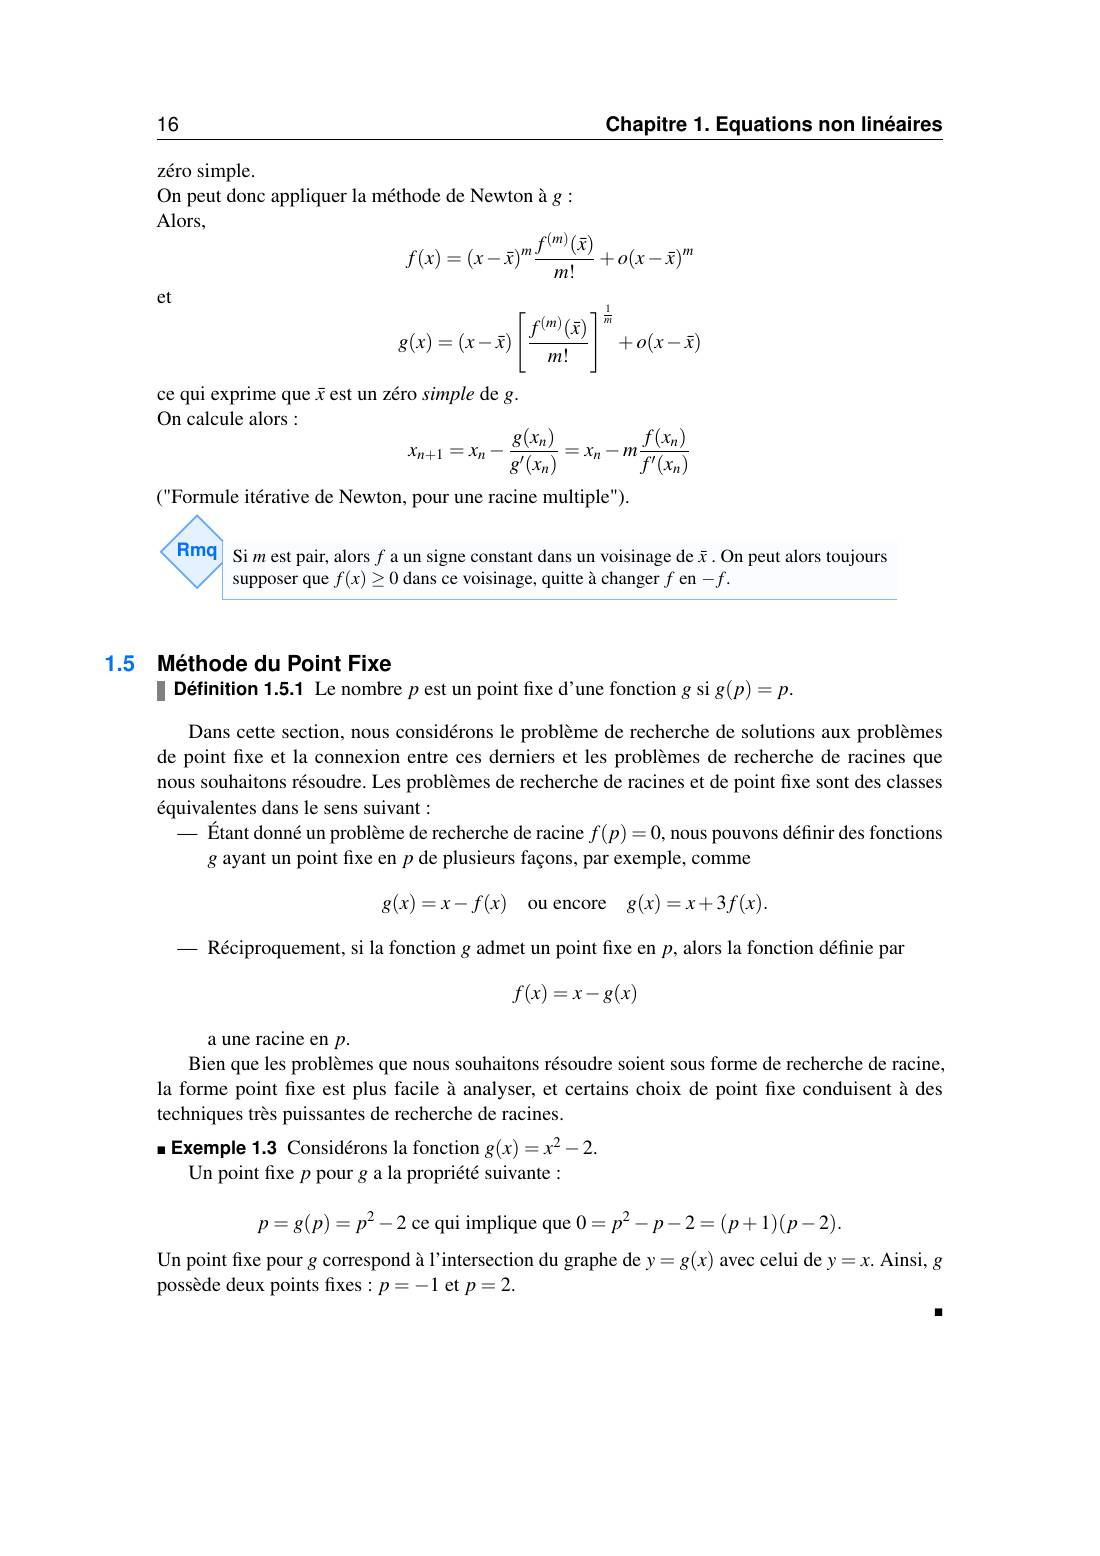 16 Chapitre 1. Equations non linéaires
zéro simple.
On peut donc appliquer la méthode de Newton à g :
Alors,
f(x) = (x − x̄)^m f^(m)(x̄)/m! + o(x − x̄)^m
et
g(x) = (x − x̄) [f^(m)(x̄)/m!]^(1/m) + o(x − x̄)
ce qui exprime que x̄ est un zéro simple de g.
On calcule alors :
x_{n+1} = x_n − g(x_n)/g′(x_n) = x_n − m f(x_n)/f′(x_n)
("Formule itérative de Newton, pour une racine multiple").
Rmq
Si m est pair, alors f a un signe constant dans un voisinage de x̄ . On peut alors toujours
supposer que f(x) ≥ 0 dans ce voisinage, quitte à changer f en −f.
1.5 Méthode du Point Fixe
Définition 1.5.1 Le nombre p est un point fixe d'une fonction g si g(p) = p.
Dans cette section, nous considérons le problème de recherche de solutions aux problèmes
de point fixe et la connexion entre ces derniers et les problèmes de recherche de racines que
nous souhaitons résoudre. Les problèmes de recherche de racines et de point fixe sont des classes
équivalentes dans le sens suivant :
— Étant donné un problème de recherche de racine f(p) = 0, nous pouvons définir des fonctions
g ayant un point fixe en p de plusieurs façons, par exemple, comme
g(x) = x − f(x) ou encore g(x) = x + 3f(x).
— Réciproquement, si la fonction g admet un point fixe en p, alors la fonction définie par
f(x) = x − g(x)
a une racine en p.
Bien que les problèmes que nous souhaitons résoudre soient sous forme de recherche de racine,
la forme point fixe est plus facile à analyser, et certains choix de point fixe conduisent à des
techniques très puissantes de recherche de racines.
■ Exemple 1.3 Considérons la fonction g(x) = x² − 2.
Un point fixe p pour g a la propriété suivante :
p = g(p) = p² − 2 ce qui implique que 0 = p² − p − 2 = (p + 1)(p − 2).
Un point fixe pour g correspond à l'intersection du graphe de y = g(x) avec celui de y = x. Ainsi, g
possède deux points fixes : p = −1 et p = 2.
■